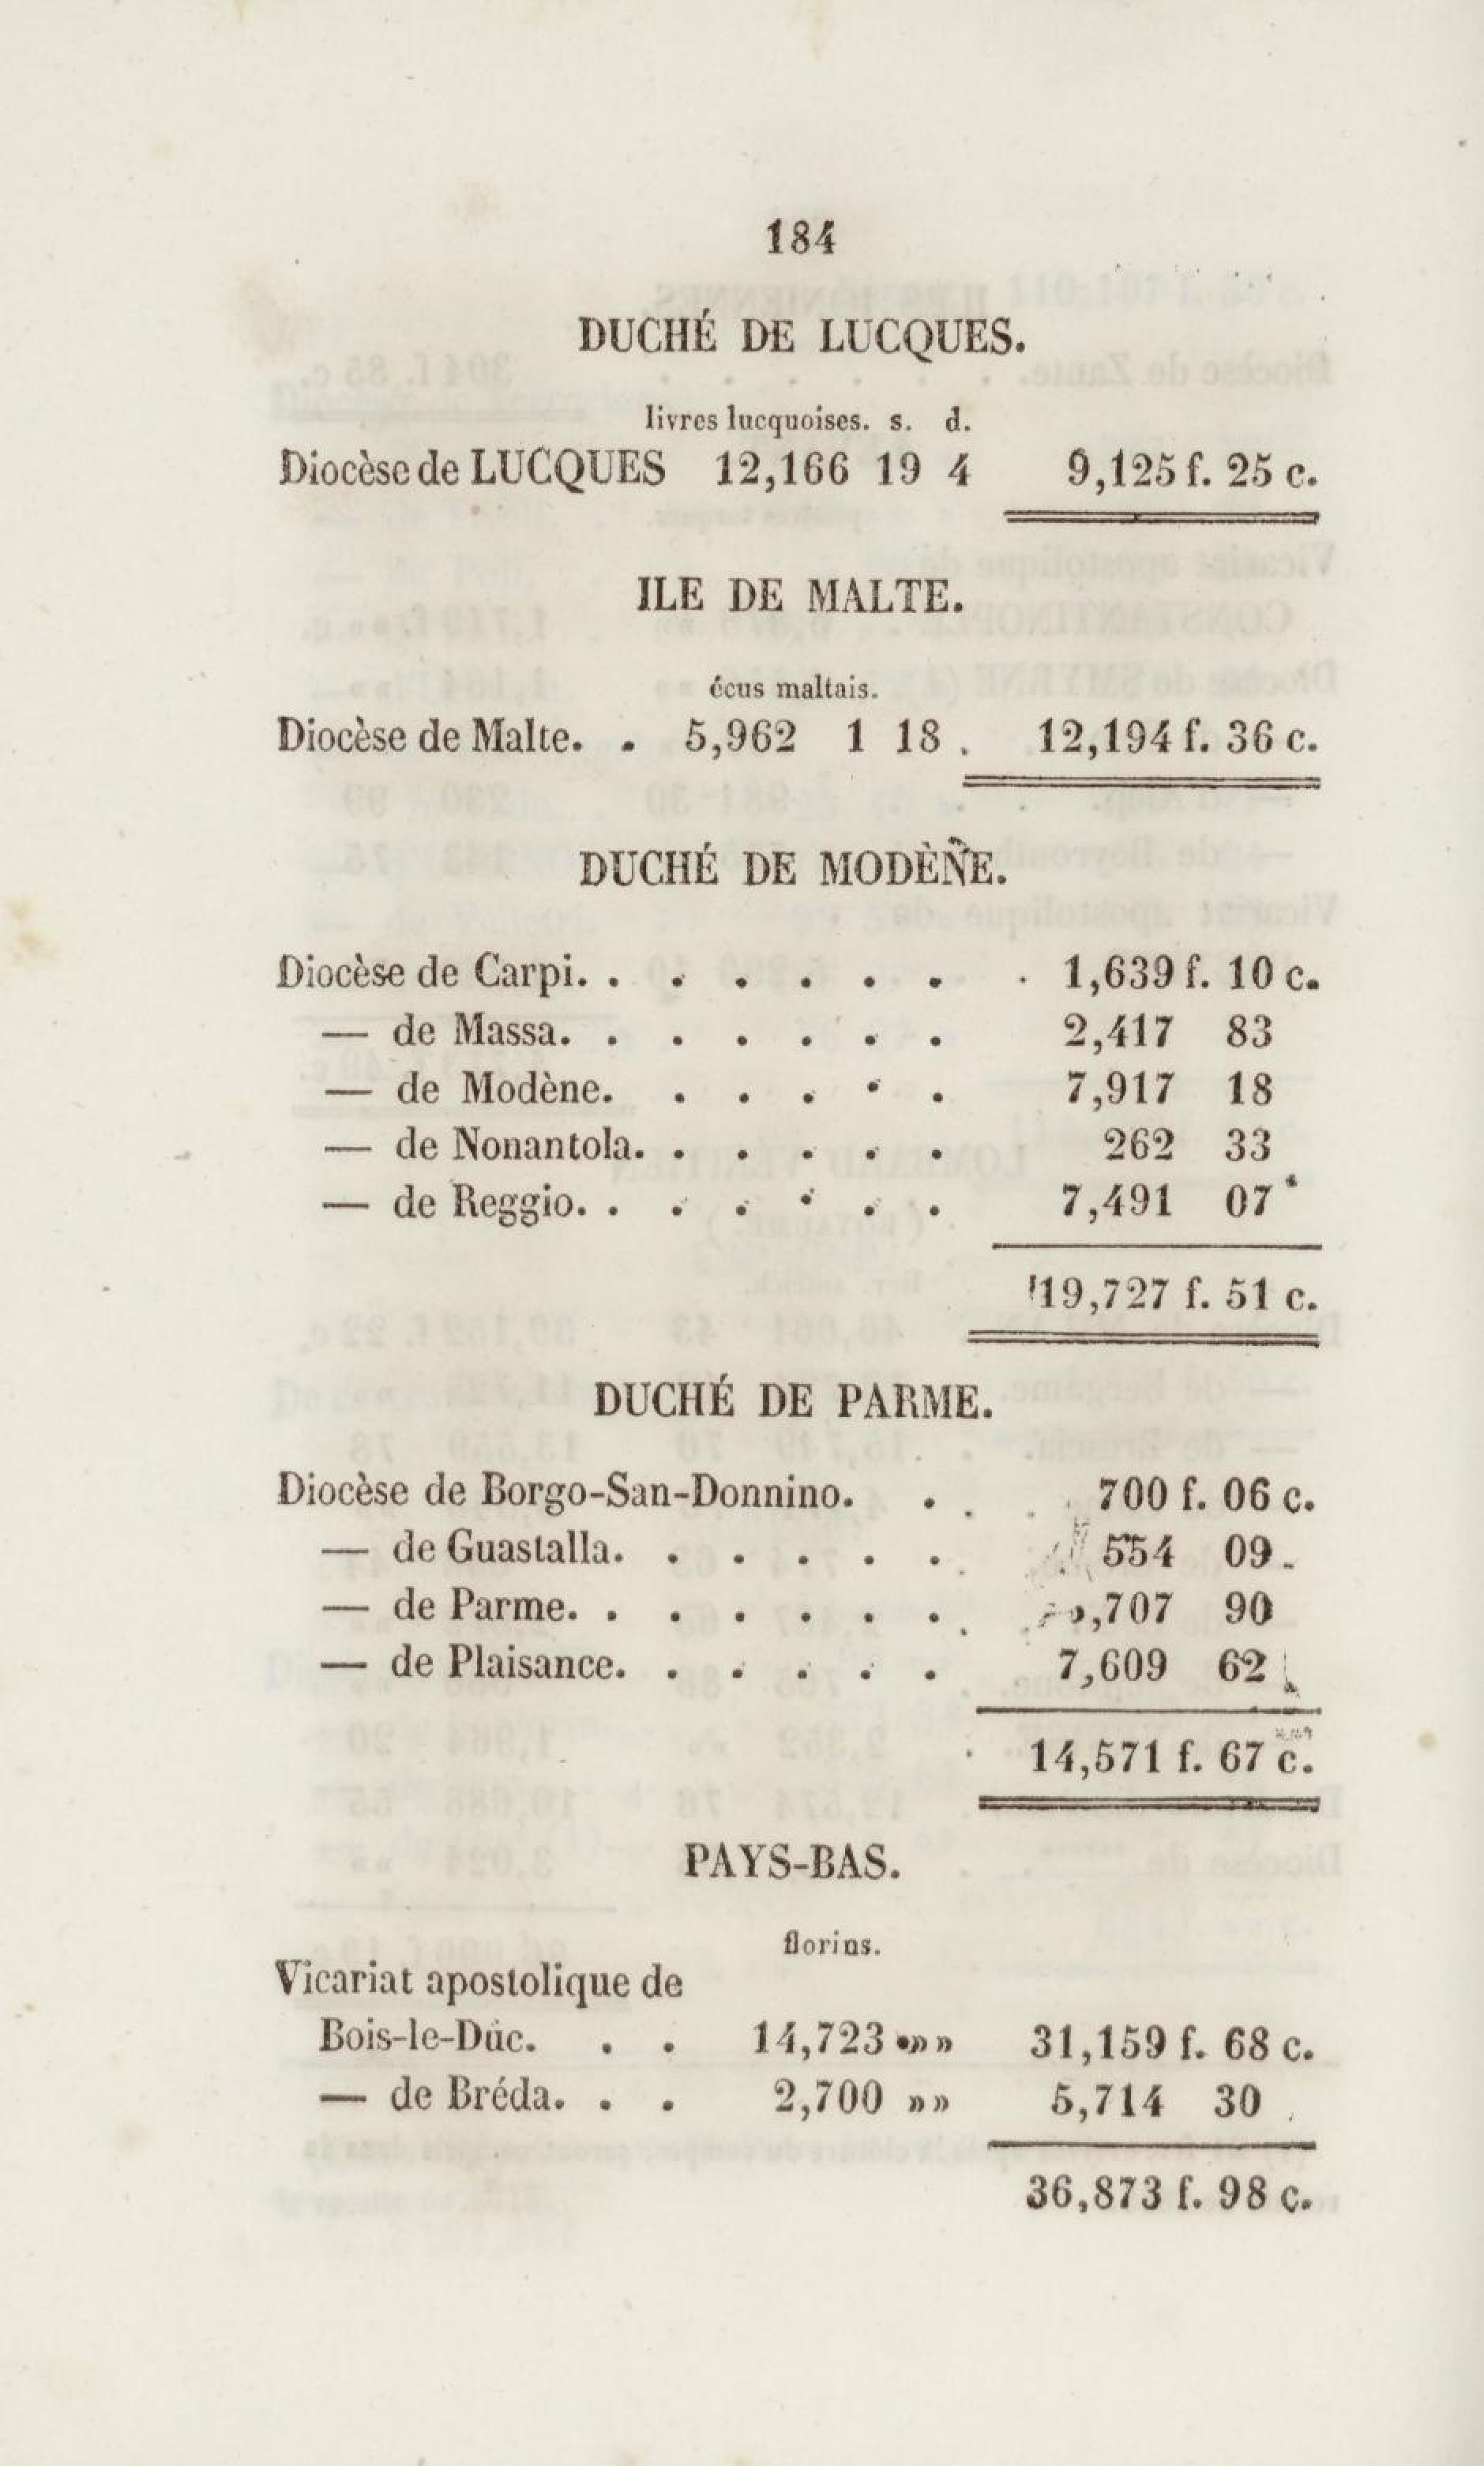 184
DUCHÉ DE LUCQUES.
livres lucquoises. s. d.
Diocèse de LUCQUES 12,166 19 4 9,125 f. 25 c.
ILE DE MALTE.
écus maltais.
Diocèse de Malte. . 5,962 1 18 . 12,194 f. 36 c.
DUCHÉ DE MODÈNE.
Diocèse de Carpi. . . . . . . . 1,639 f. 10 c.
— de Massa. . . . . . . 2,417 83
— de Modène. . . . . . 7,917 18
— de Nonantola. . . . . . 262 33
— de Reggio. . . . . . . 7,491 07
19,727 f. 51 c.
DUCHÉ DE PARME.
Diocèse de Borgo-San-Donnino. . . . 700 f. 06 c.
— de Guastalla. . . . . . 554 09
— de Parme. . . . . . . 5,707 90
— de Plaisance. . . . . . 7,609 62
14,571 f. 67 c.
PAYS-BAS.
florins.
Vicariat apostolique de
Bois-le-Duc. . . 14,723 »» 31,159 f. 68 c.
— de Bréda. . . 2,700 »» 5,714 30
36,873 f. 98 c.